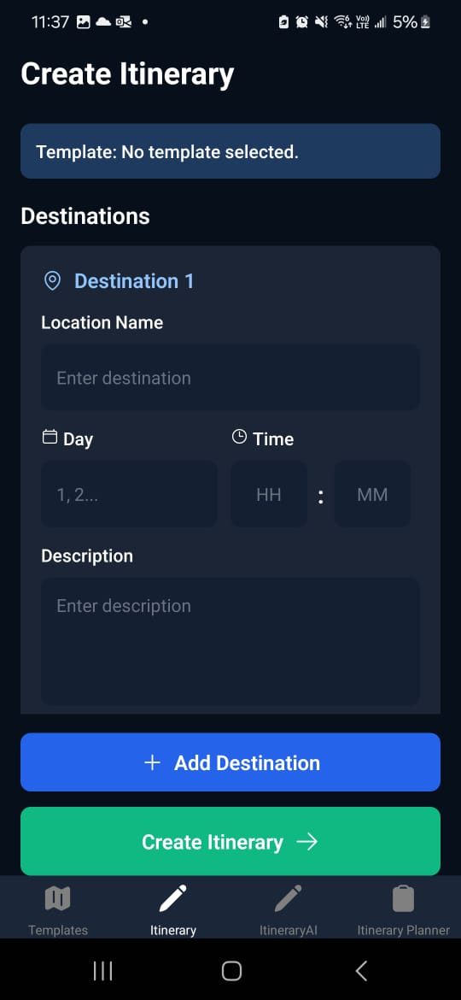 11:37 5%
Create Itinerary
Template: No template selected.
Destinations
Destination 1
Location Name
Enter destination
Day Time
1, 2... HH : MM
Description
Enter description
+ Add Destination
Create Itinerary →
Templates Itinerary ItineraryAI Itinerary Planner